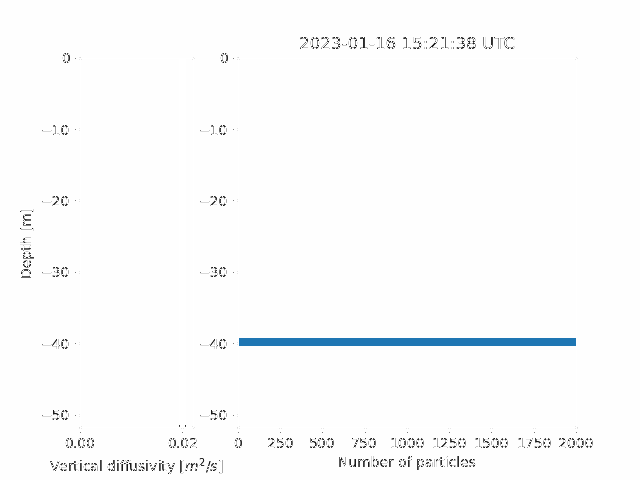 2023-01-16 15:21:38 UTC
0
−10
−20
−30
−40
−50
Depth [m]
0.00 0.02
Vertical diffusivity [m²/s]
0
−10
−20
−30
−40
−50
0 250 500 750 1000 1250 1500 1750 2000
Number of particles